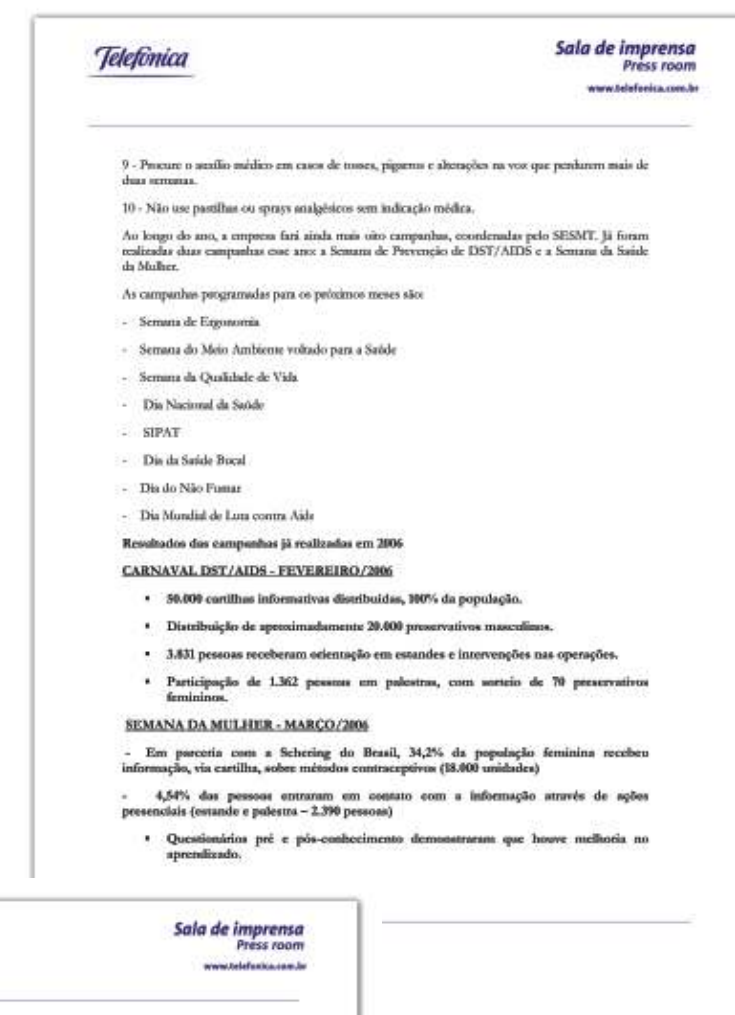 Telefónica
Sala de imprensa
Press room
www.telefonica.com.br
9 - Procure o auxílio médico em casos de tosses, pigarros e alterações na voz que perdurem mais de
duas semanas.
10 - Não use pastilhas ou sprays analgésicos sem indicação médica.
Ao longo do ano, a empresa fará ainda mais oito campanhas, coordenadas pelo SESMT. Já foram
realizadas duas campanhas esse ano: a Semana de Prevenção de DST/AIDS e a Semana da Saúde
da Mulher.
As campanhas programadas para os próximos meses são:
- Semana de Ergonomia
- Semana do Meio Ambiente voltado para a Saúde
- Semana da Qualidade de Vida
- Dia Nacional da Saúde
- SIPAT
- Dia da Saúde Bucal
- Dia do Não Fumar
- Dia Mundial de Luta contra Aids
Resultados das campanhas já realizadas em 2006
CARNAVAL DST/AIDS - FEVEREIRO/2006
• 50.000 cartilhas informativas distribuídas, 100% da população.
• Distribuição de aproximadamente 20.000 preservativos masculinos.
• 3.831 pessoas receberam orientação em estandes e intervenções nas operações.
• Participação de 1.362 pessoas em palestras, com sorteio de 70 preservativos
femininos.
SEMANA DA MULHER - MARÇO/2006
- Em parceria com a Schering do Brasil, 34,2% da população feminina recebeu
informação, via cartilha, sobre métodos contraceptivos (18.000 unidades)
- 4,54% das pessoas entraram em contato com a informação através de ações
presenciais (estande e palestra – 2.390 pessoas)
• Questionários pré e pós-conhecimento demonstraram que houve melhoria no
aprendizado.
Sala de imprensa
Press room
www.telefonica.com.br